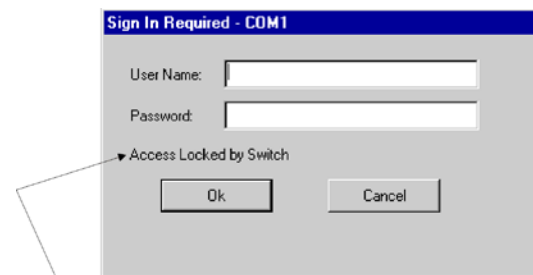 Sign In Required - COM1
User Name:
Password:
Access Locked by Switch
Ok
Cancel